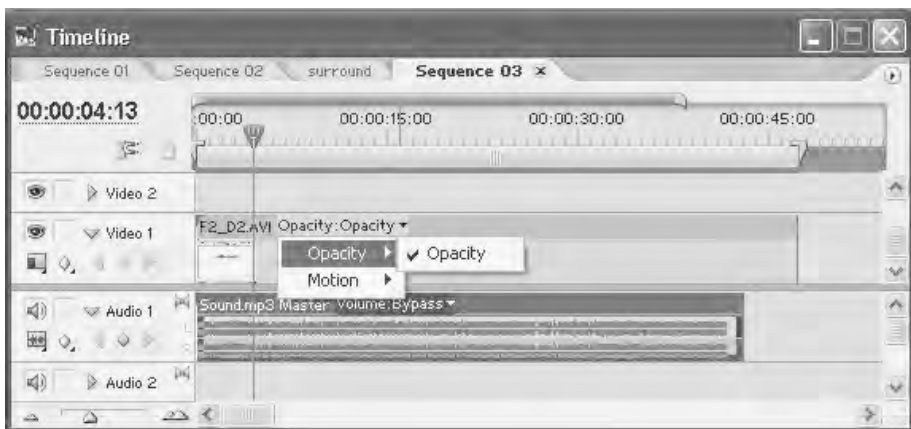 Timeline
Sequence 01 Sequence 02 surround Sequence 03 ×
00:00:04:13
:00:00 00:00:15:00 00:00:30:00 00:00:45:00
Video 2
Video 1
F2_D2.AVI Opacity:Opacity
Opacity ✔ Opacity
Motion
Audio 1
Sound.mp3 Master Volume:Bypass
Audio 2